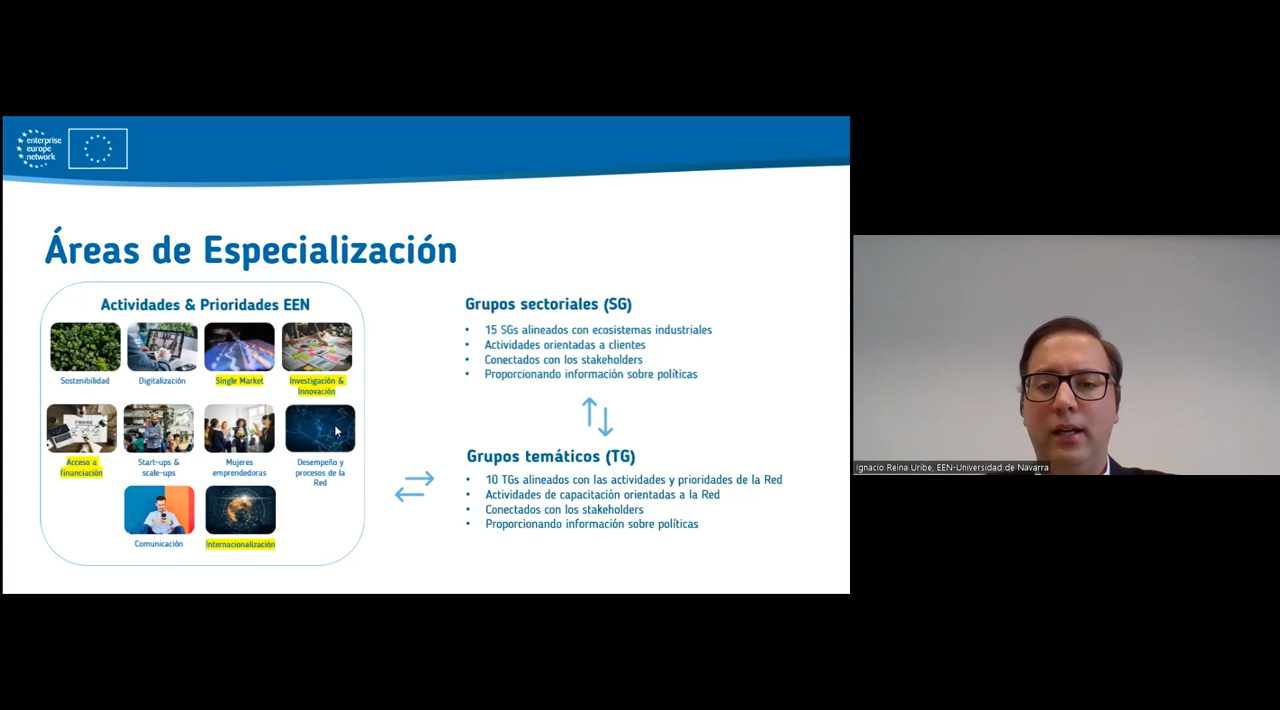 enterprise
europe
network
Áreas de Especialización
Actividades & Prioridades EEN
Sostenibilidad
Digitalización
Single Market
Investigación &
Innovación
Acceso a
financiación
Start-ups &
scale-ups
Mujeres
emprendedoras
Desempeño y
procesos de la
Red
Comunicación
Internacionalización
Grupos sectoriales (SG)
• 15 SGs alineados con ecosistemas industriales
• Actividades orientadas a clientes
• Conectados con los stakeholders
• Proporcionando información sobre políticas
Grupos temáticos (TG)
• 10 TGs alineados con las actividades y prioridades de la Red
• Actividades de capacitación orientadas a la Red
• Conectados con los stakeholders
• Proporcionando información sobre políticas
Ignacio Reina Uribe, EEN-Universidad de Navarra